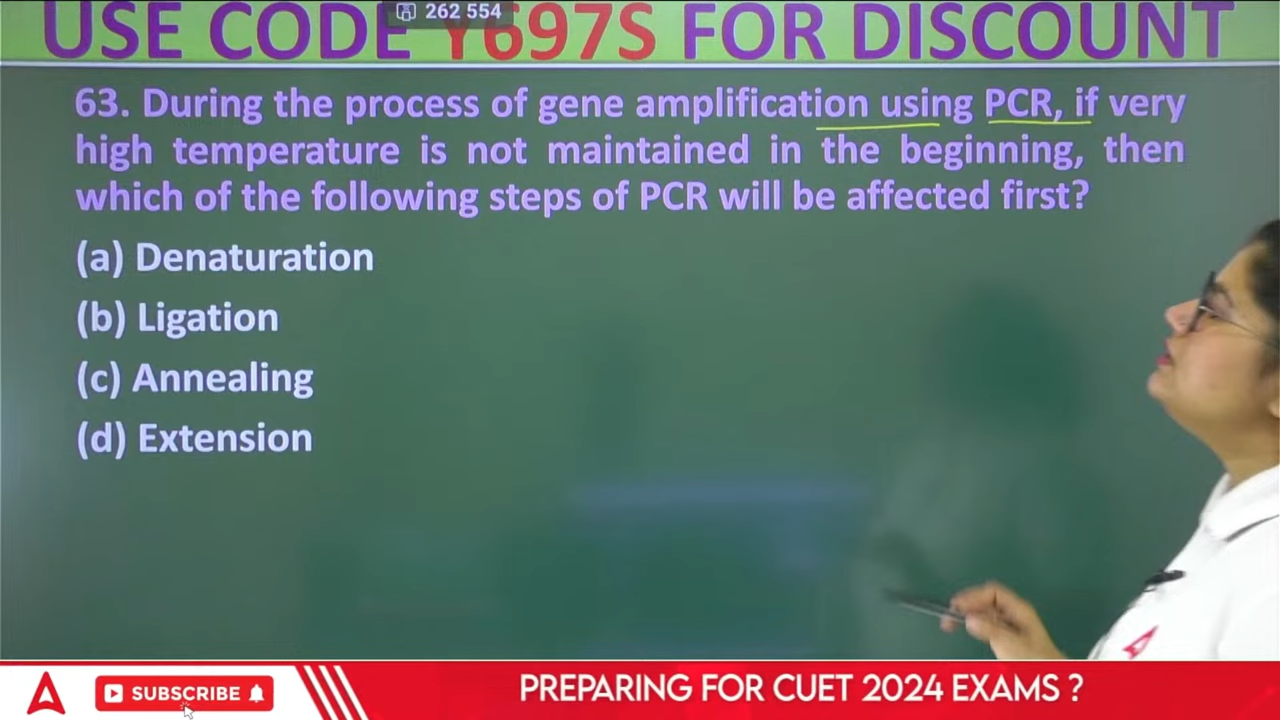 USE CODE Y697S FOR DISCOUNT
262 554
63. During the process of gene amplification using PCR, if very
high temperature is not maintained in the beginning, then
which of the following steps of PCR will be affected first?
(a) Denaturation
(b) Ligation
(c) Annealing
(d) Extension
SUBSCRIBE
PREPARING FOR CUET 2024 EXAMS ?